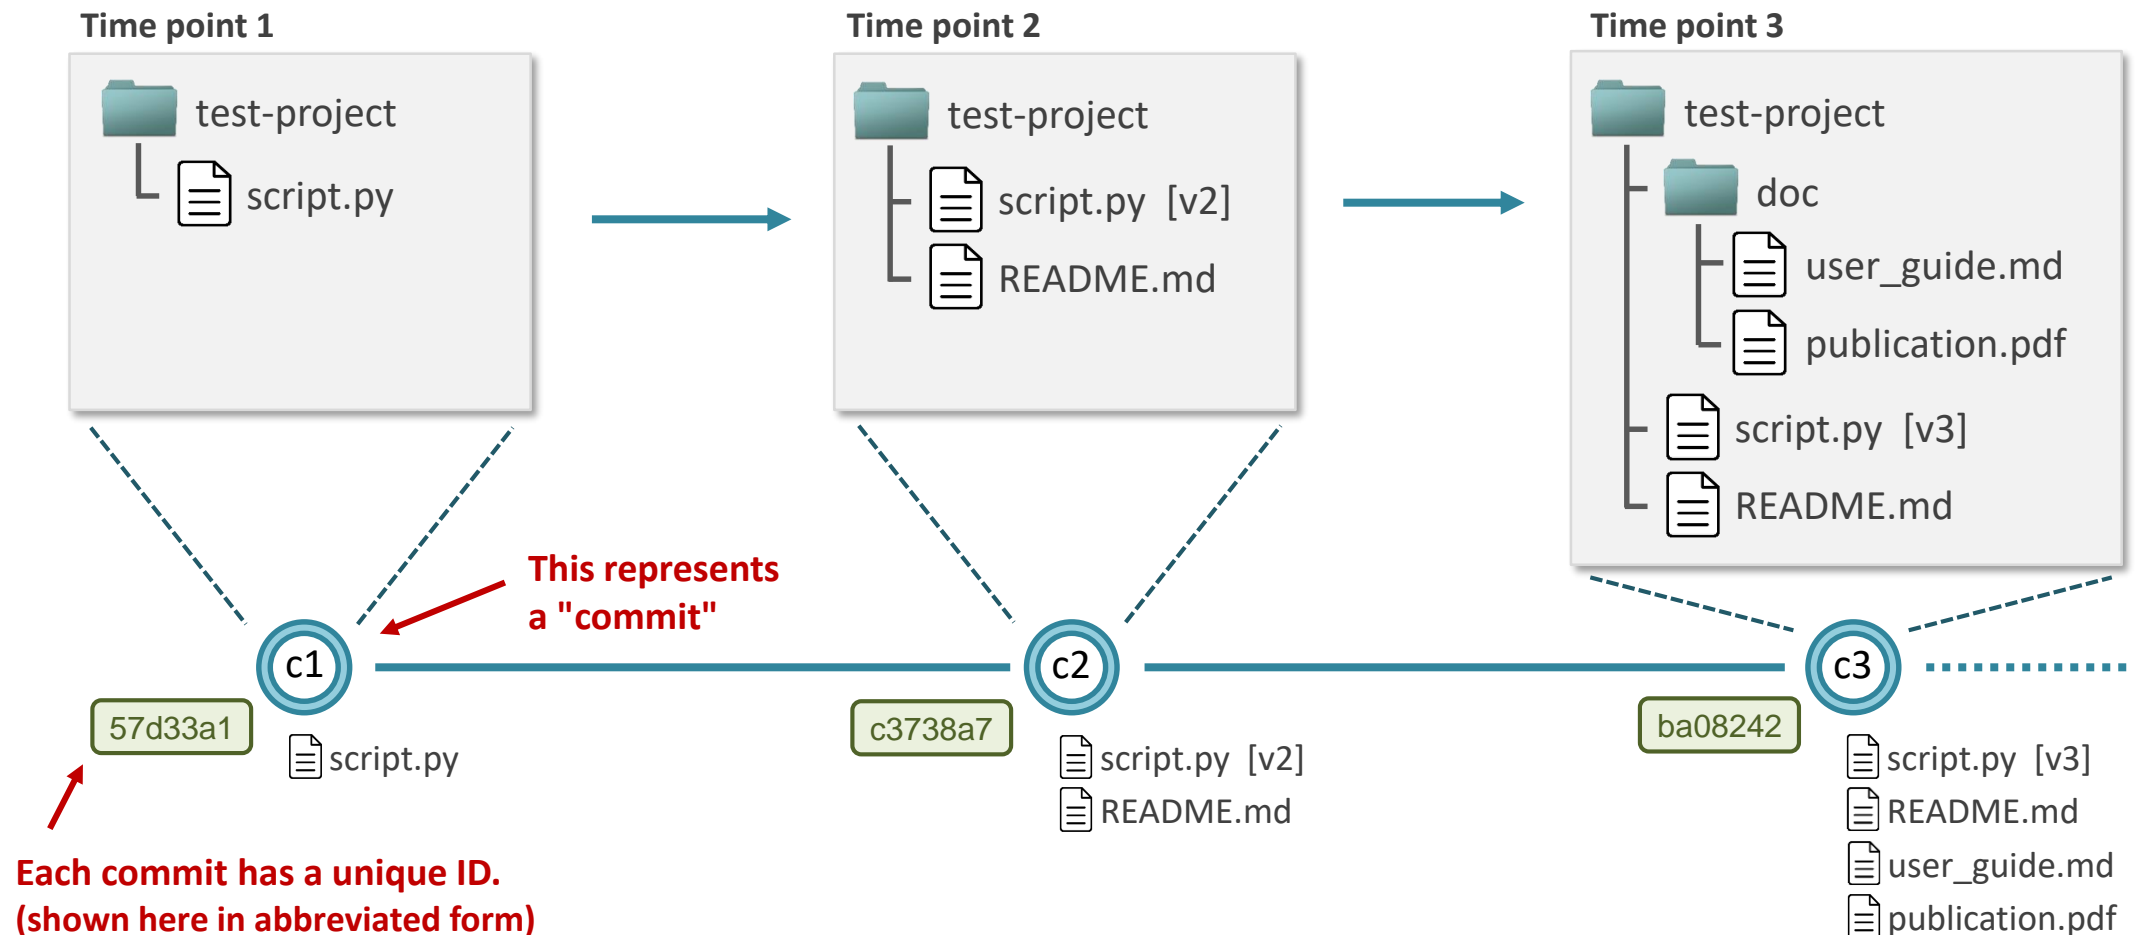 Time point 1
test-project
script.py
Time point 2
test-project
script.py [v2]
README.md
Time point 3
test-project
doc
user_guide.md
publication.pdf
script.py [v3]
README.md
This represents
a "commit"
c1
c2
c3
57d33a1
c3738a7
ba08242
script.py
script.py [v2]
README.md
script.py [v3]
README.md
user_guide.md
publication.pdf
Each commit has a unique ID.
(shown here in abbreviated form)